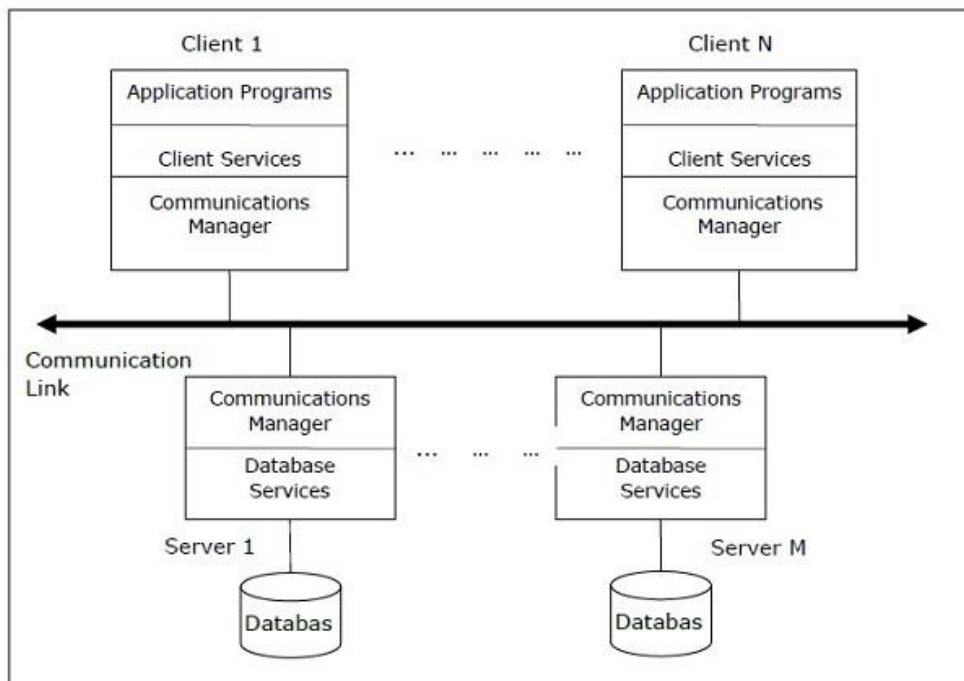 Client 1
Client N
Application Programs
Client Services
Communications
Manager
... ... ... ... ...
Application Programs
Client Services
Communications
Manager
Communication
Link
Communications
Manager
Database
Services
... ... ...
Communications
Manager
Database
Services
Server 1
Server M
Databas
Databas